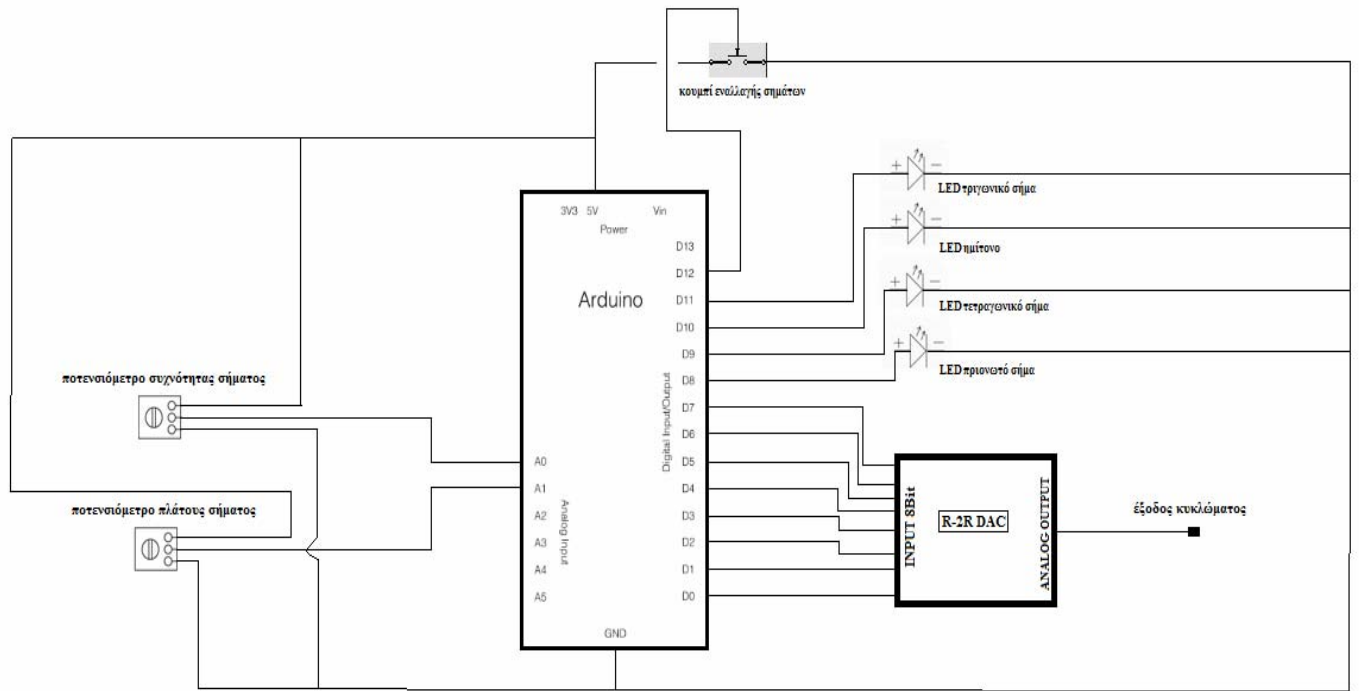 κουμπί εναλλαγής σημάτων
LED τριγωνικό σήμα
LED ημίτονο
LED τετραγωνικό σήμα
LED πριονωτό σήμα
3V3 5V Vin
Power
Arduino
D13
D12
D11
D10
D9
D8
D7
D6
D5
D4
D3
D2
D1
D0
Digital Input/Output
A0
A1
A2
A3
A4
A5
Analog Input
GND
ποτενσιόμετρο συχνότητας σήματος
ποτενσιόμετρο πλάτους σήματος
INPUT 8Bit
R-2R DAC
ANALOG OUTPUT
έξοδος κυκλώματος